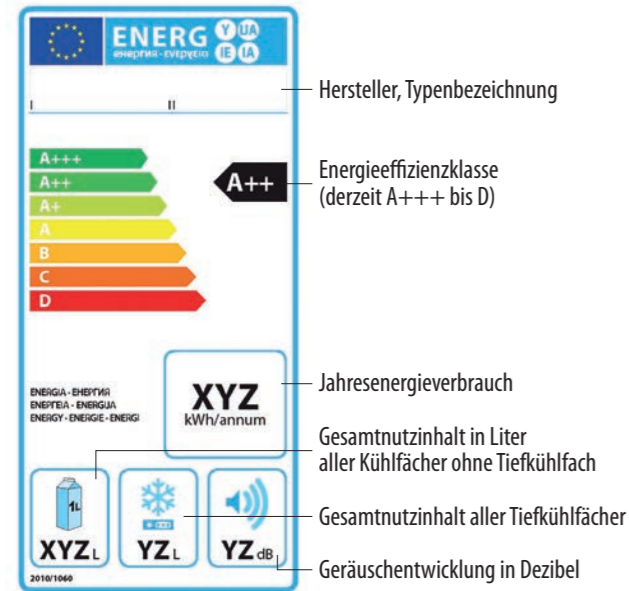 ENERG Y UA
енергия · ενεργεια IE IA
Hersteller, Typenbezeichnung
I II
A+++
A++
A+
A
B
C
D
A++
Energieeffizienzklasse
(derzeit A+++ bis D)
ENERGIA · ЕНЕРГИЯ
ΕΝΕΡΓΕΙΑ · ENERGIJA
ENERGY · ENERGIE · ENERGI
XYZ
kWh/annum
Jahresenergieverbrauch
Gesamtnutzinhalt in Liter
aller Kühlfächer ohne Tiefkühlfach
1L
XYZ L
YZ L
YZ dB
Gesamtnutzinhalt aller Tiefkühlfächer
Geräuschentwicklung in Dezibel
2010/1060